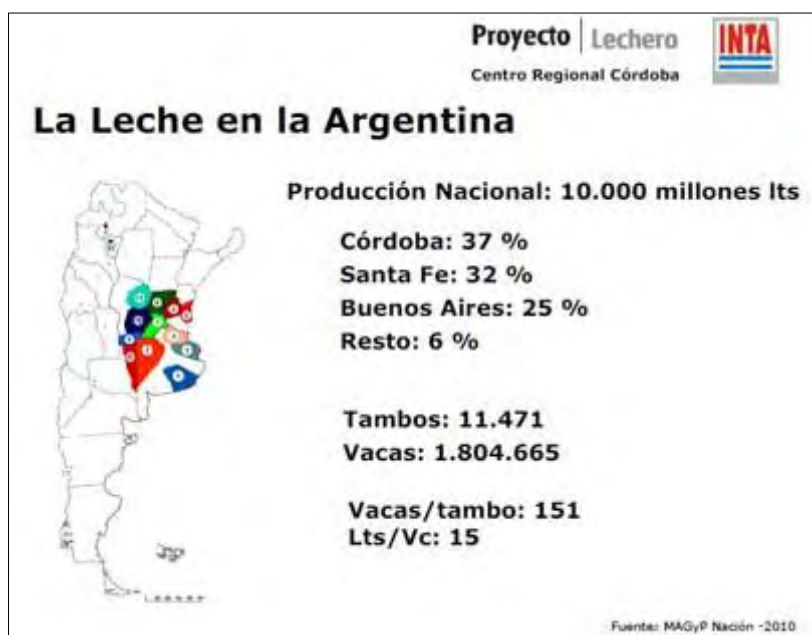 Proyecto | Lechero
INTA
Centro Regional Córdoba
La Leche en la Argentina
Producción Nacional: 10.000 millones lts
Córdoba: 37 %
Santa Fe: 32 %
Buenos Aires: 25 %
Resto: 6 %
Tambos: 11.471
Vacas: 1.804.665
Vacas/tambo: 151
Lts/Vc: 15
Fuente: MAGyP Nación -2010